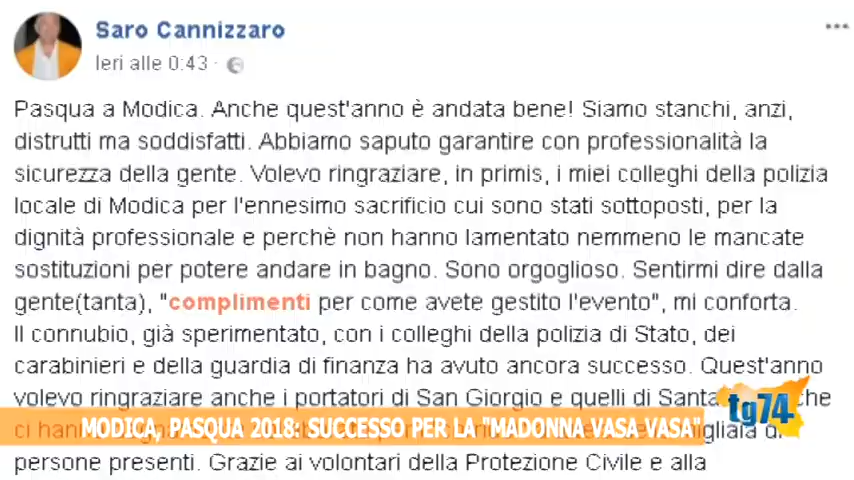 Saro Cannizzaro
Ieri alle 0:43 ·
Pasqua a Modica. Anche quest'anno è andata bene! Siamo stanchi, anzi,
distrutti ma soddisfatti. Abbiamo saputo garantire con professionalità la
sicurezza della gente. Volevo ringraziare, in primis, i miei colleghi della polizia
locale di Modica per l'ennesimo sacrificio cui sono stati sottoposti, per la
dignità professionale e perchè non hanno lamentato nemmeno le mancate
sostituzioni per potere andare in bagno. Sono orgoglioso. Sentirmi dire dalla
gente(tanta), "complimenti per come avete gestito l'evento", mi conforta.
Il connubio, già sperimentato, con i colleghi della polizia di Stato, dei
carabinieri e della guardia di finanza ha avuto ancora successo. Quest'anno
volevo ringraziare anche i portatori di San Giorgio e quelli di Santa
tg74
MODICA, PASQUA 2018: SUCCESSO PER LA "MADONNA VASA VASA"
persone presenti. Grazie ai volontari della Protezione Civile e alla